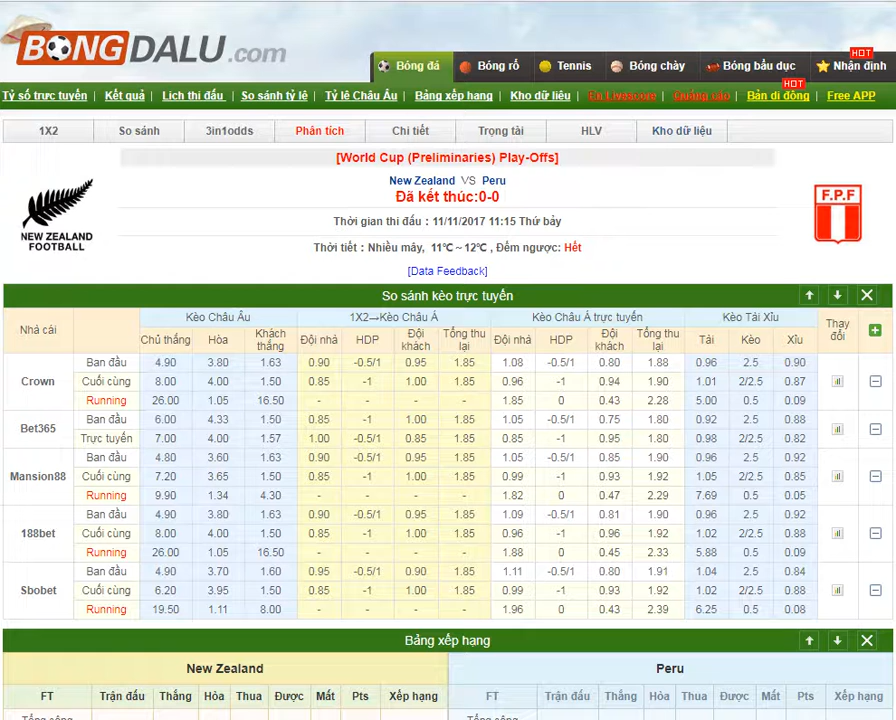 BONGDALU.com
Bóng đá Bóng rổ Tennis Bóng chày Bóng bầu dục Nhận định HOT
Tỷ số trực tuyến | Kết quả | Lịch thi đấu | So sánh tỷ lệ | Tỷ lệ Châu Âu | Bảng xếp hạng | Kho dữ liệu | | Bản di động HOT | Free APP
1X2 So sánh 3in1odds Phân tích Chi tiết Trọng tài HLV Kho dữ liệu
[World Cup (Preliminaries) Play-Offs]
New Zealand VS Peru
Đã kết thúc:0-0
Thời gian thi đấu : 11/11/2017 11:15 Thứ bảy
Thời tiết : Nhiều mây, 11℃ ~ 12℃ , Đếm ngược: Hết
[Data Feedback]
NEW ZEALAND
FOOTBALL
F.P.F
So sánh kèo trực tuyến
Nhà cái Kèo Châu Âu 1X2→Kèo Châu Á Kèo Châu Á trực tuyến Kèo Tài Xỉu Thay đổi
Chủ thắng Hòa Khách thắng Đội nhà HDP Đội khách Tổng thu lại Đội nhà HDP Đội khách Tổng thu lại Tài Kèo Xỉu
Crown
Ban đầu 4.90 3.80 1.63 0.90 -0.5/1 0.95 1.85 1.08 -0.5/1 0.80 1.88 0.96 2.5 0.90
Cuối cùng 8.00 4.00 1.50 0.85 -1 1.00 1.85 0.96 -1 0.94 1.90 1.01 2/2.5 0.87
Running 26.00 1.05 16.50 - - - - 1.85 0 0.43 2.28 5.00 0.5 0.09
Bet365
Ban đầu 6.00 4.33 1.50 0.85 -1 1.00 1.85 1.05 -0.5/1 0.75 1.80 0.92 2.5 0.88
Trực tuyến 7.00 4.00 1.57 1.00 -0.5/1 0.85 1.85 0.85 -1 0.95 1.80 0.98 2/2.5 0.82
Mansion88
Ban đầu 4.80 3.60 1.63 0.90 -0.5/1 0.95 1.85 1.05 -0.5/1 0.85 1.90 0.96 2.5 0.92
Cuối cùng 7.20 3.65 1.50 0.85 -1 1.00 1.85 0.99 -1 0.93 1.92 1.05 2/2.5 0.85
Running 9.90 1.34 4.30 - - - - 1.82 0 0.47 2.29 7.69 0.5 0.05
188bet
Ban đầu 4.90 3.80 1.63 0.90 -0.5/1 0.95 1.85 1.09 -0.5/1 0.81 1.90 0.96 2.5 0.92
Cuối cùng 8.00 4.00 1.50 0.85 -1 1.00 1.85 0.96 -1 0.96 1.92 1.02 2/2.5 0.88
Running 26.00 1.05 16.50 - - - - 1.88 0 0.45 2.33 5.88 0.5 0.09
Sbobet
Ban đầu 4.90 3.70 1.60 0.95 -0.5/1 0.90 1.85 1.11 -0.5/1 0.80 1.91 1.04 2.5 0.84
Cuối cùng 6.20 3.95 1.50 0.85 -1 1.00 1.85 0.99 -1 0.93 1.92 1.02 2/2.5 0.88
Running 19.50 1.11 8.00 - - - - 1.96 0 0.43 2.39 6.25 0.5 0.08
Bảng xếp hạng
New Zealand Peru
FT Trận đấu Thắng Hòa Thua Được Mất Pts Xếp hạng FT Trận đấu Thắng Hòa Thua Được Mất Pts Xếp hạng